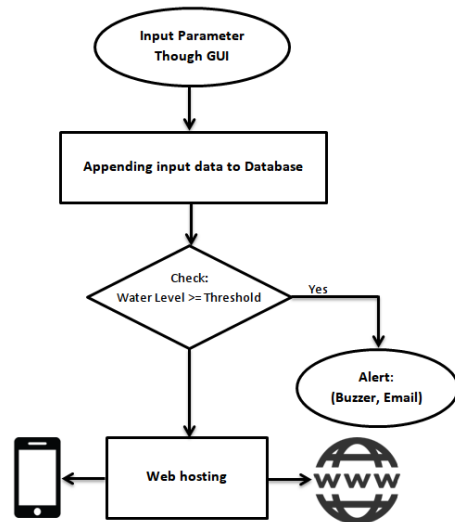 Input Parameter
Though GUI
Appending input data to Database
Check:
Water Level >= Threshold
Yes
Alert:
(Buzzer, Email)
Web hosting
WWW